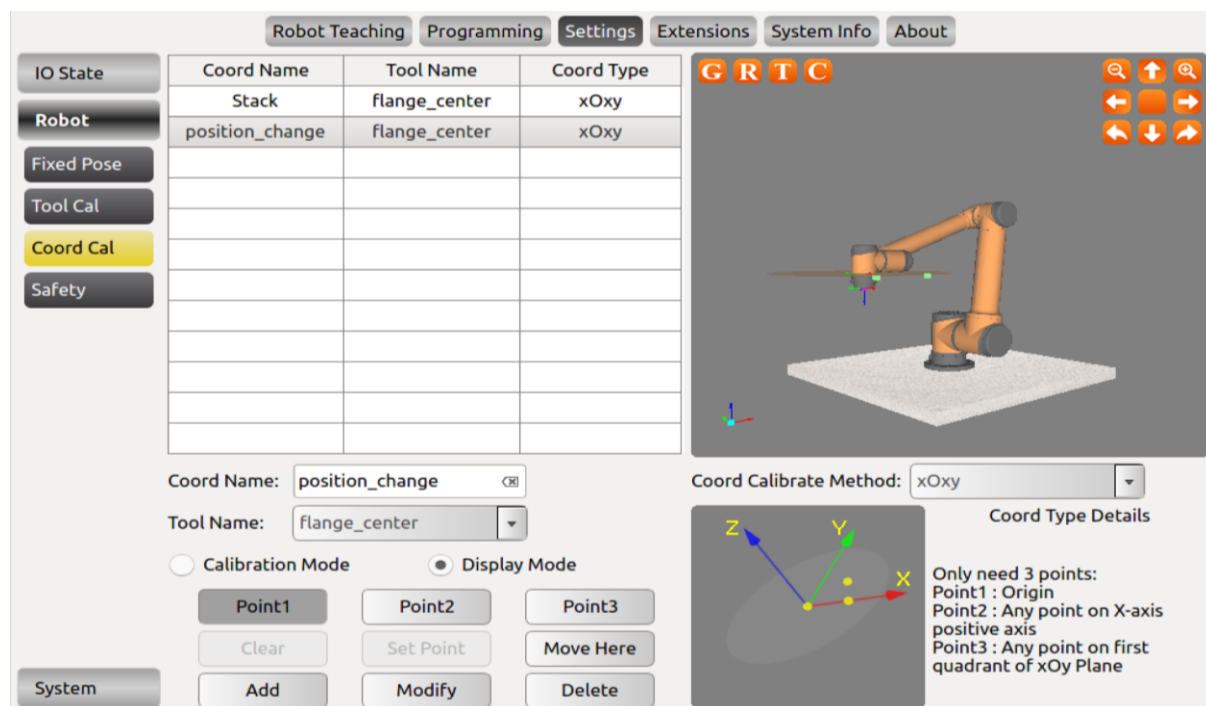 Robot Teaching Programming Settings Extensions System Info About
IO State
Robot
Fixed Pose
Tool Cal
Coord Cal
Safety
System
Coord Name Tool Name Coord Type
Stack flange_center xOxy
position_change flange_center xOxy
G R T C
Coord Name: position_change
Tool Name: flange_center
Calibration Mode Display Mode
Point1 Point2 Point3
Clear Set Point Move Here
Add Modify Delete
Coord Calibrate Method: xOxy
Z Y X
Coord Type Details
Only need 3 points:
Point1 : Origin
Point2 : Any point on X-axis
positive axis
Point3 : Any point on first
quadrant of xOy Plane